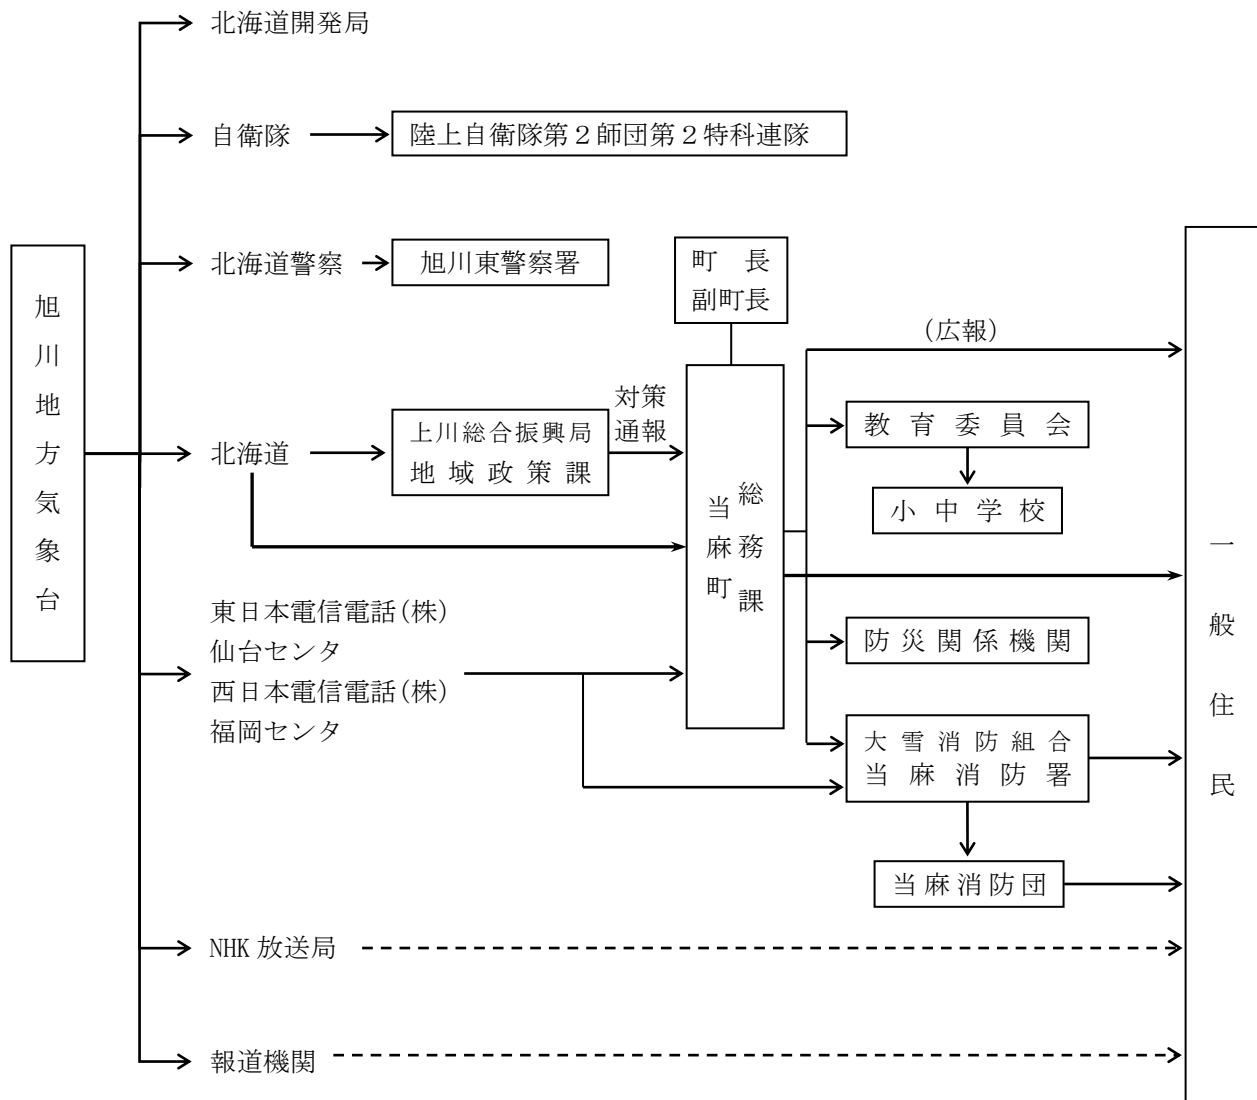 北海道開発局
自衛隊
陸上自衛隊第２師団第２特科連隊
北海道警察
旭川東警察署
旭川地方気象台
町長
副町長
(広報)
対策
通報
北海道
上川総合振興局
地域政策課
教育委員会
小中学校
当麻町
総務課
一般住民
東日本電信電話(株)
仙台センタ
西日本電信電話(株)
福岡センタ
防災関係機関
大雪消防組合
当麻消防署
当麻消防団
NHK 放送局
報道機関